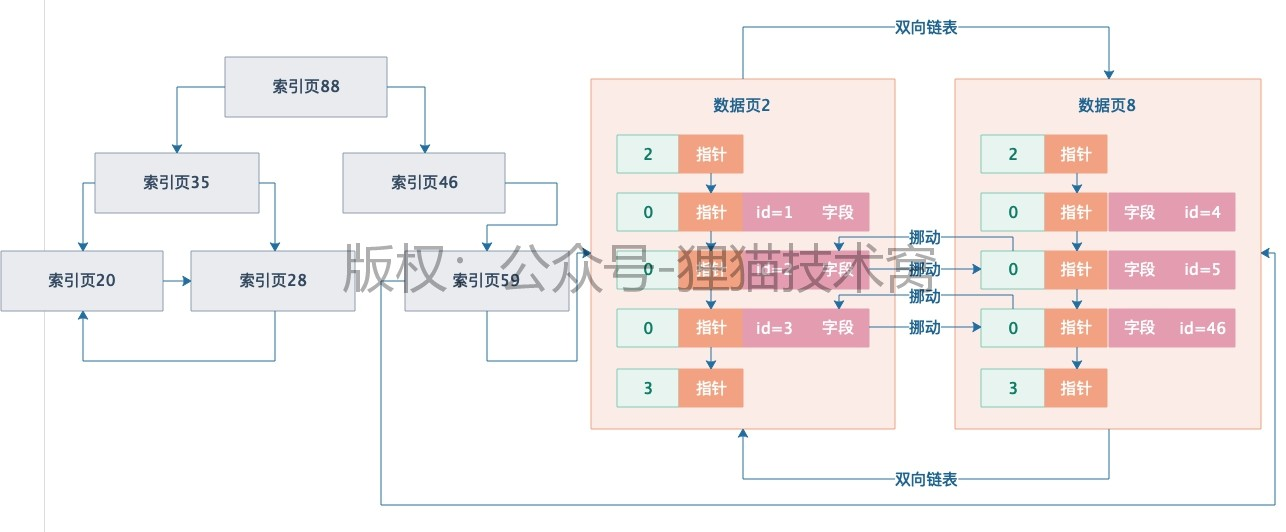 双向链表
索引页88
数据页2
数据页8
2 指针
2 指针
索引页35
索引页46
0 指针 id=1 字段
0 指针 字段 id=4
挪动
索引页20
索引页28
索引页59
0 指针 id=2 字段
挪动
0 指针 字段 id=5
版权：公众号-狸猫技术窝
挪动
0 指针 id=3 字段
挪动
0 指针 字段 id=46
3 指针
3 指针
双向链表